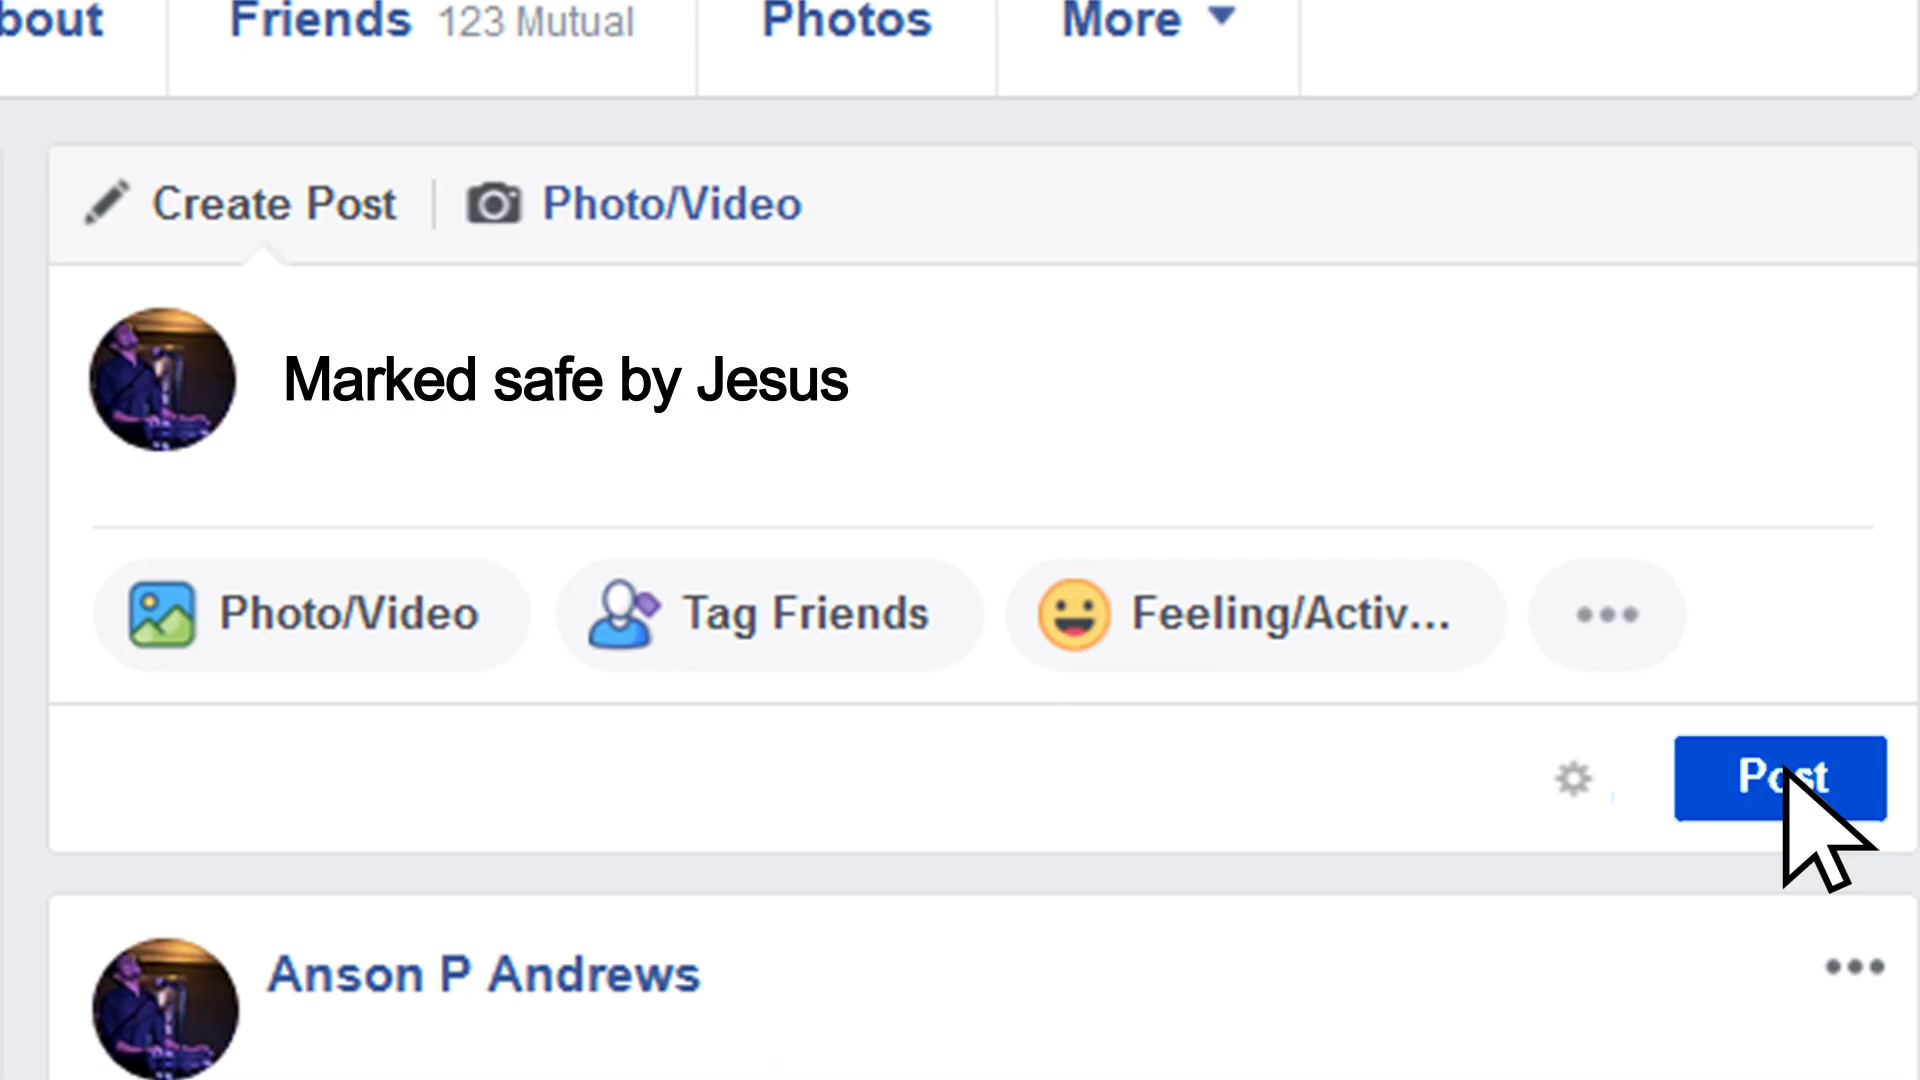 bout
Friends 123 Mutual
Photos
More
Create Post
Photo/Video
Marked safe by Jesus
Photo/Video
Tag Friends
Feeling/Activ...
Post
Anson P Andrews